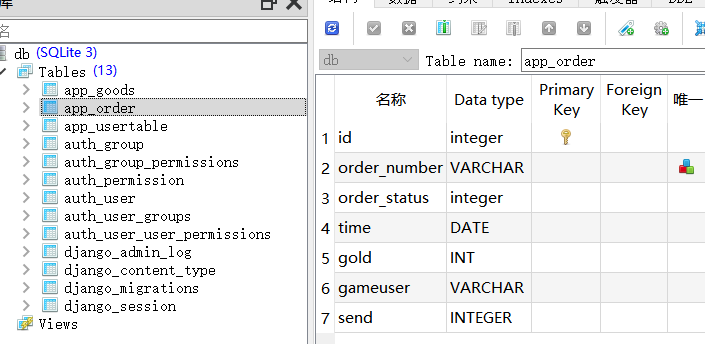 库
名
db (SQLite 3)
Tables (13)
app_goods
app_order
app_usertable
auth_group
auth_group_permissions
auth_permission
auth_user
auth_user_groups
auth_user_user_permissions
django_admin_log
django_content_type
django_migrations
django_session
Views
db Table name: app_order
名称 Data type Primary Key Foreign Key 唯一
1 id integer
2 order_number VARCHAR
3 order_status integer
4 time DATE
5 gold INT
6 gameuser VARCHAR
7 send INTEGER